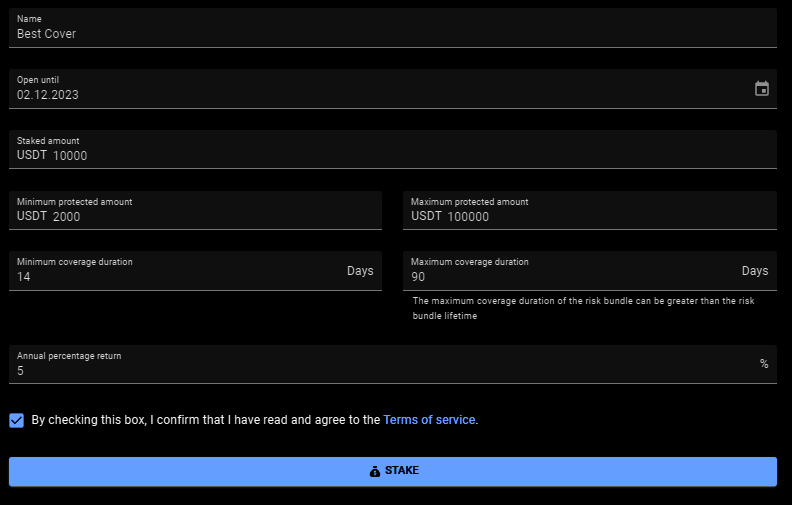 Name
Best Cover
Open until
02.12.2023
Staked amount
USDT 10000
Minimum protected amount
USDT 2000
Maximum protected amount
USDT 100000
Minimum coverage duration
14 Days
Maximum coverage duration
90 Days
The maximum coverage duration of the risk bundle can be greater than the risk
bundle lifetime
Annual percentage return
5 %
By checking this box, I confirm that I have read and agree to the Terms of service.
STAKE